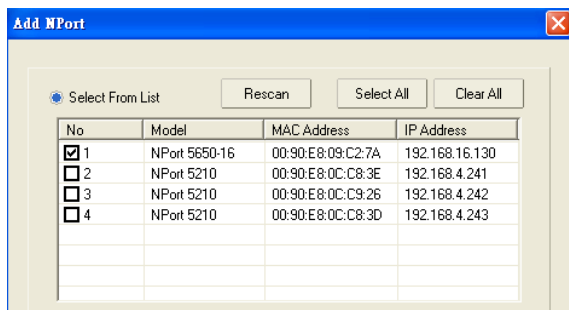 Add NPort
Select From List Rescan Select All Clear All
No Model MAC Address IP Address
1 NPort 5650-16 00:90:E8:09:C2:7A 192.168.16.130
2 NPort 5210 00:90:E8:0C:C8:3E 192.168.4.241
3 NPort 5210 00:90:E8:0C:C9:26 192.168.4.242
4 NPort 5210 00:90:E8:0C:C8:3D 192.168.4.243